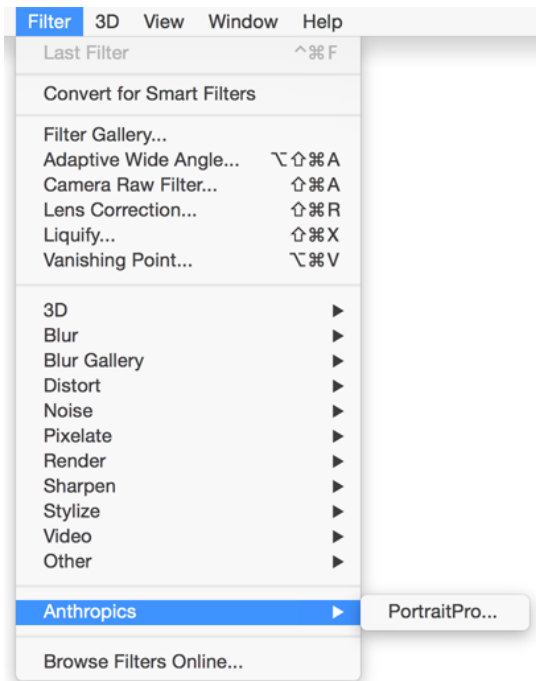 Filter 3D View Window Help
Last Filter ^⌘F
Convert for Smart Filters
Filter Gallery...
Adaptive Wide Angle... ⌥⇧⌘A
Camera Raw Filter... ⇧⌘A
Lens Correction... ⇧⌘R
Liquify... ⇧⌘X
Vanishing Point... ⌥⌘V
3D ▶
Blur ▶
Blur Gallery ▶
Distort ▶
Noise ▶
Pixelate ▶
Render ▶
Sharpen ▶
Stylize ▶
Video ▶
Other ▶
Anthropics ▶ PortraitPro...
Browse Filters Online...